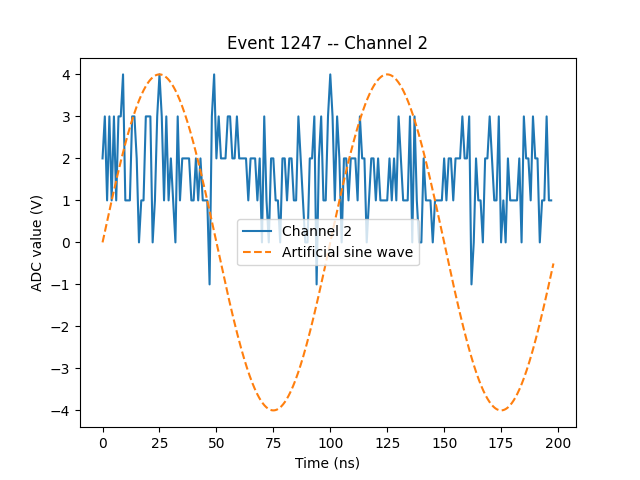 Event 1247 -- Channel 2
4
3
2
1
0
−1
−2
−3
−4
ADC value (V)
Channel 2
Artificial sine wave
0 25 50 75 100 125 150 175 200
Time (ns)